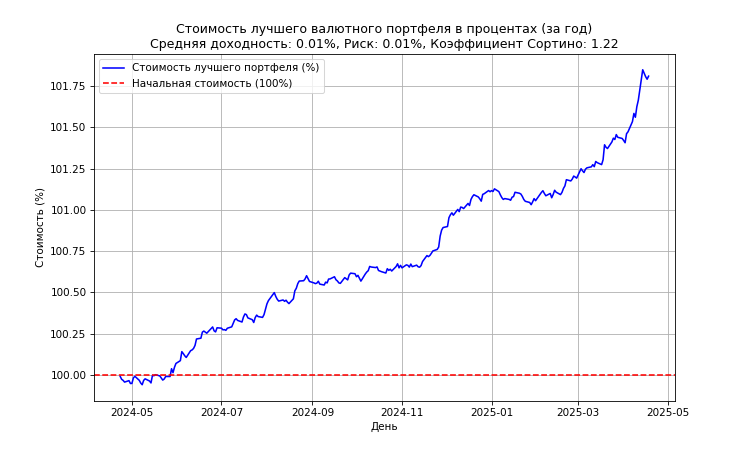 Стоимость лучшего валютного портфеля в процентах (за год)
Средняя доходность: 0.01%, Риск: 0.01%, Коэффициент Сортино: 1.22
Стоимость лучшего портфеля (%)
Начальная стоимость (100%)
Стоимость (%)
101.75
101.50
101.25
101.00
100.75
100.50
100.25
100.00
2024-05
2024-07
2024-09
2024-11
2025-01
2025-03
2025-05
День